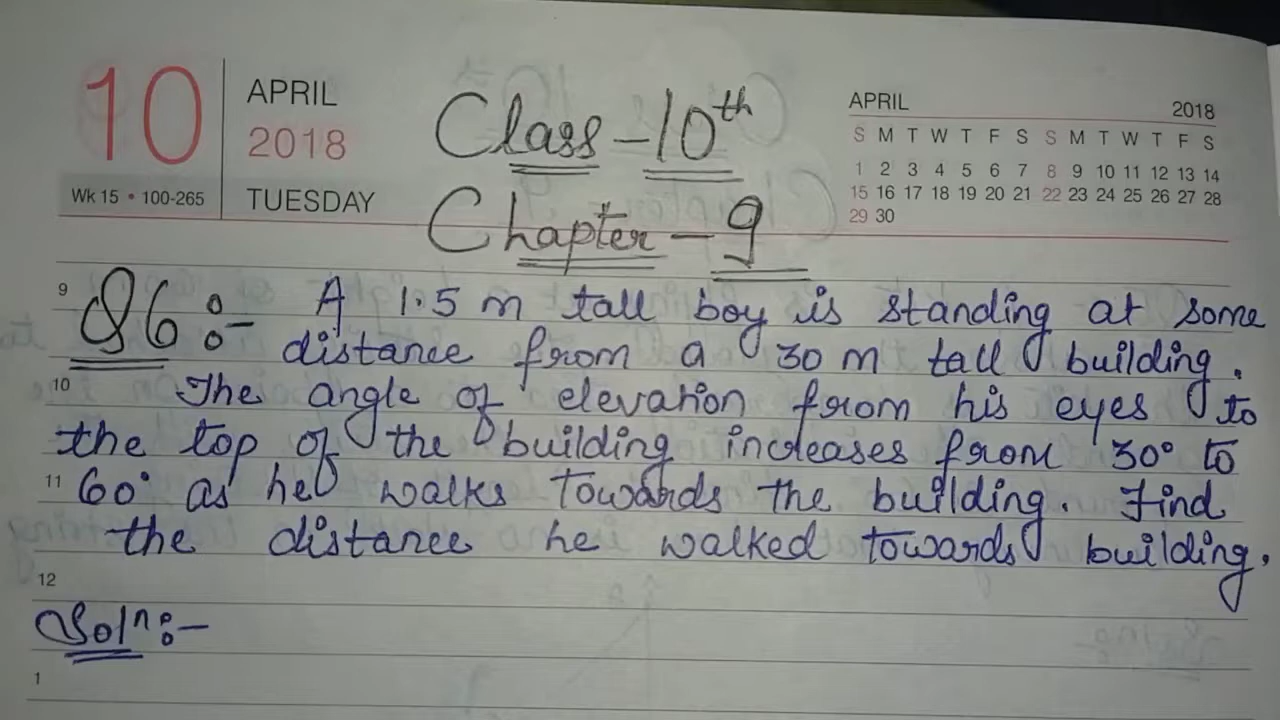 10
APRIL
2018
Wk 15 • 100-265
TUESDAY
Class - 10th
Chapter - 9
APRIL 2018
S M T W T F S S M T W T F S
1 2 3 4 5 6 7 8 9 10 11 12 13 14
15 16 17 18 19 20 21 22 23 24 25 26 27 28
29 30
9
Q6:- A 1.5 m tall boy is standing at some
distance from a 30 m tall building.
10
The angle of elevation from his eyes to
the top of the building increases from 30° to
11
60° as he walks towards the building. Find
the distance he walked towards building.
12
Soln:-
1